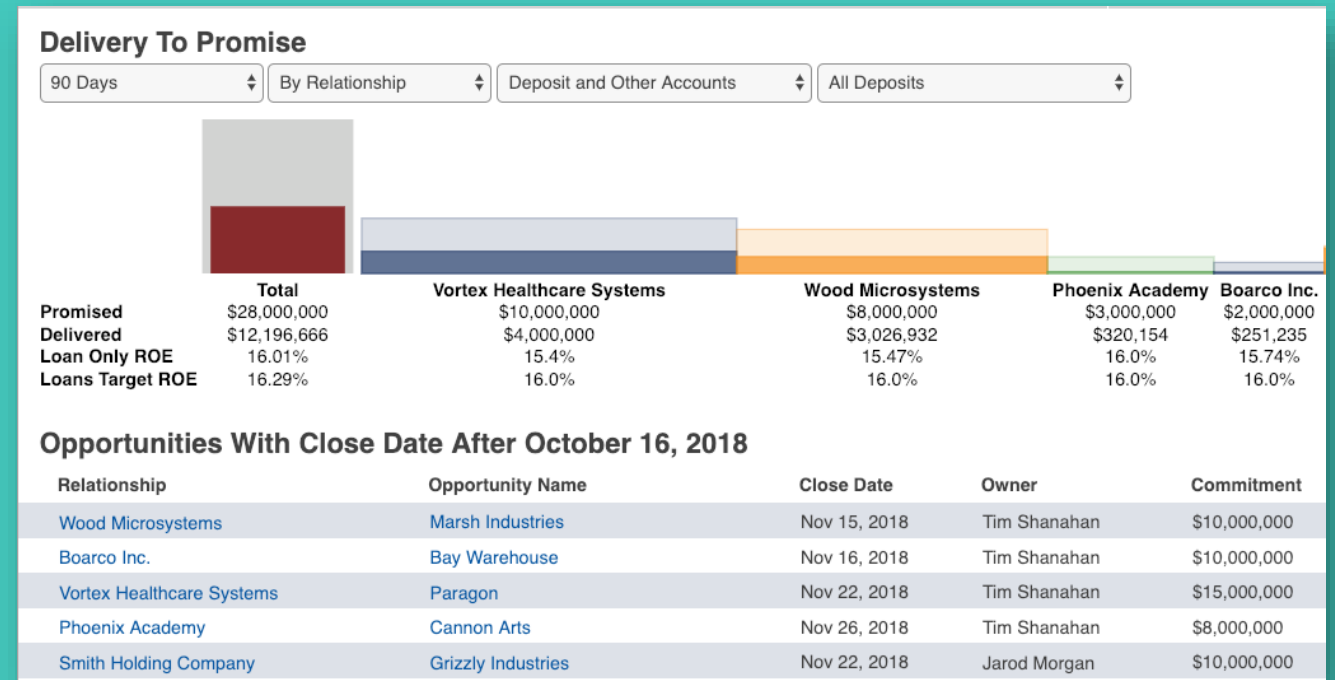 Delivery To Promise
90 Days By Relationship Deposit and Other Accounts All Deposits
Total Vortex Healthcare Systems Wood Microsystems Phoenix Academy Boarco Inc.
Promised $28,000,000 $10,000,000 $8,000,000 $3,000,000 $2,000,000
Delivered $12,196,666 $4,000,000 $3,026,932 $320,154 $251,235
Loan Only ROE 16.01% 15.4% 15.47% 16.0% 15.74%
Loans Target ROE 16.29% 16.0% 16.0% 16.0% 16.0%
Opportunities With Close Date After October 16, 2018
Relationship Opportunity Name Close Date Owner Commitment
Wood Microsystems Marsh Industries Nov 15, 2018 Tim Shanahan $10,000,000
Boarco Inc. Bay Warehouse Nov 16, 2018 Tim Shanahan $10,000,000
Vortex Healthcare Systems Paragon Nov 22, 2018 Tim Shanahan $15,000,000
Phoenix Academy Cannon Arts Nov 26, 2018 Tim Shanahan $8,000,000
Smith Holding Company Grizzly Industries Nov 22, 2018 Jarod Morgan $10,000,000